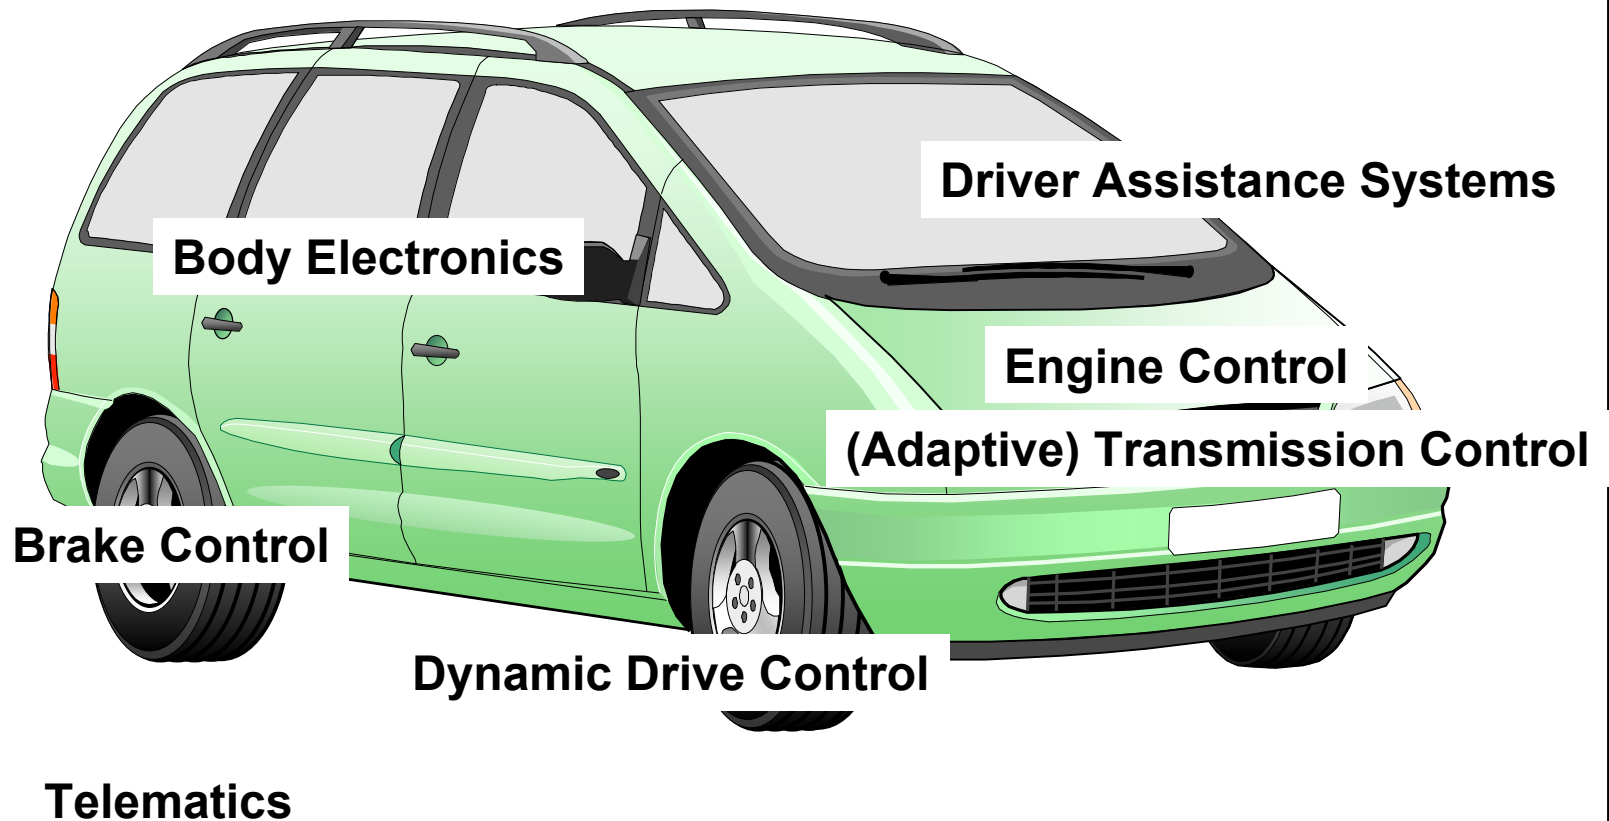 Driver Assistance Systems
Body Electronics
Engine Control
(Adaptive) Transmission Control
Brake Control
Dynamic Drive Control
Telematics